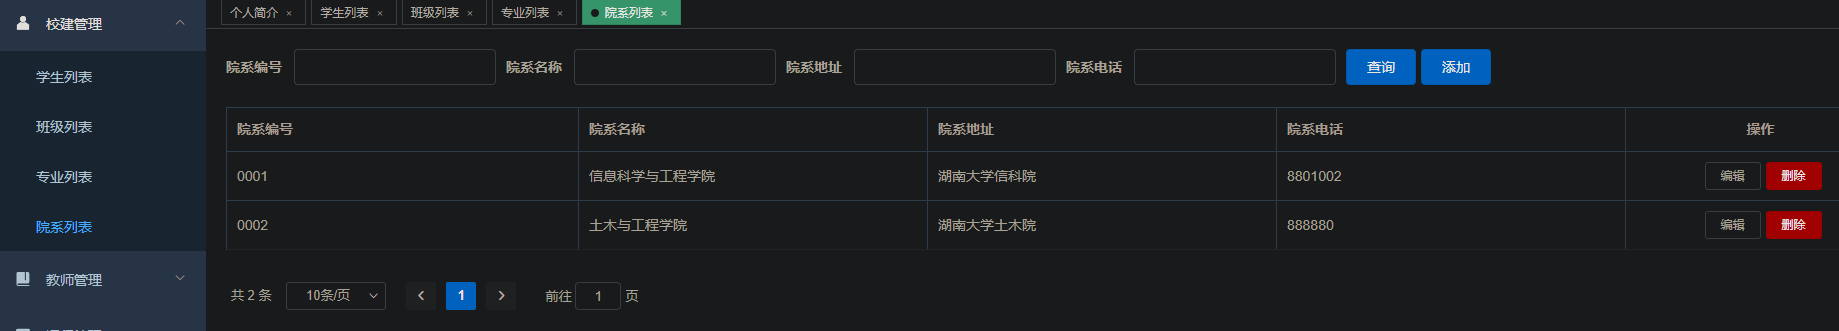 校建管理
学生列表
班级列表
专业列表
院系列表
教师管理
个人简介 × 学生列表 × 班级列表 × 专业列表 × 院系列表 ×
院系编号 院系名称 院系地址 院系电话 查询 添加
院系编号 院系名称 院系地址 院系电话 操作
0001 信息科学与工程学院 湖南大学信科院 8801002 编辑 删除
0002 土木与工程学院 湖南大学土木院 888880 编辑 删除
共 2 条 10条/页 1 前往 1 页